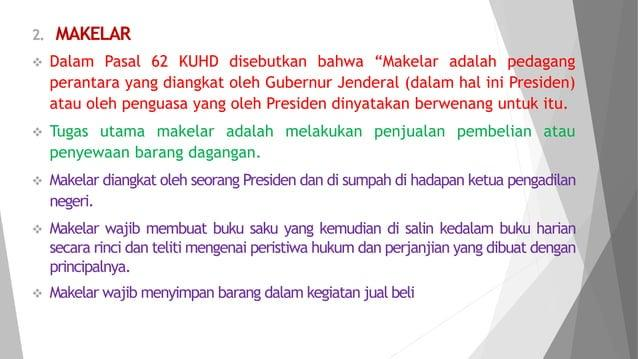 2. MAKELAR
❖ Dalam Pasal 62 KUHD disebutkan bahwa “Makelar adalah pedagang
perantara yang diangkat oleh Gubernur Jenderal (dalam hal ini Presiden)
atau oleh penguasa yang oleh Presiden dinyatakan berwenang untuk itu.
❖ Tugas utama makelar adalah melakukan penjualan pembelian atau
penyewaan barang dagangan.
❖ Makelar diangkat oleh seorang Presiden dan di sumpah di hadapan ketua pengadilan
negeri.
❖ Makelar wajib membuat buku saku yang kemudian di salin kedalam buku harian
secara rinci dan teliti mengenai peristiwa hukum dan perjanjian yang dibuat dengan
principalnya.
❖ Makelar wajib menyimpan barang dalam kegiatan jual beli